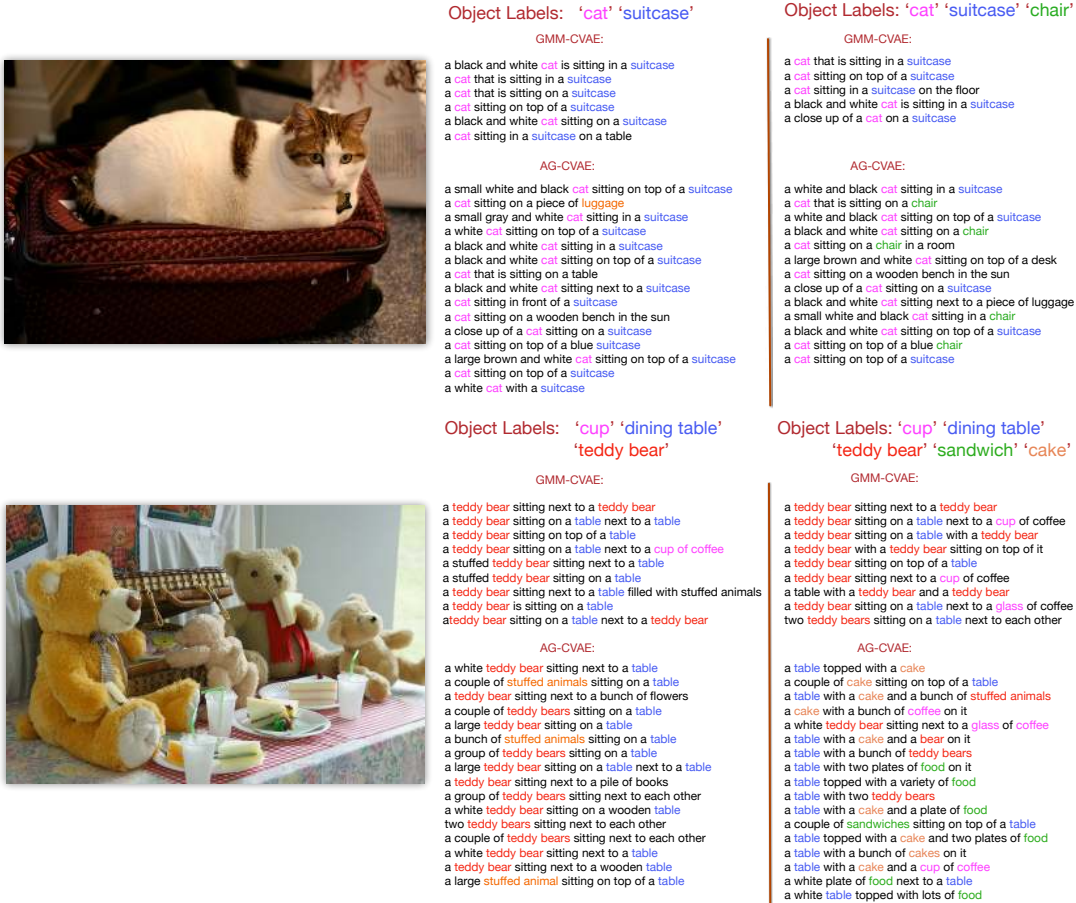 Object Labels: ‘cat’ ‘suitcase’
GMM-CVAE:
a black and white cat is sitting in a suitcase
a cat that is sitting in a suitcase
a cat that is sitting on a suitcase
a cat sitting on top of a suitcase
a black and white cat sitting on a suitcase
a cat sitting in a suitcase on a table
AG-CVAE:
a small white and black cat sitting on top of a suitcase
a cat sitting on a piece of luggage
a small gray and white cat sitting in a suitcase
a white cat sitting on top of a suitcase
a black and white cat sitting in a suitcase
a black and white cat sitting on top of a suitcase
a cat that is sitting on a table
a black and white cat sitting next to a suitcase
a cat sitting in front of a suitcase
a cat sitting on a wooden bench in the sun
a close up of a cat sitting on a suitcase
a cat sitting on top of a blue suitcase
a large brown and white cat sitting on top of a suitcase
a cat sitting on top of a suitcase
a white cat with a suitcase
Object Labels: ‘cat’ ‘suitcase’ ‘chair’
GMM-CVAE:
a cat that is sitting in a suitcase
a cat sitting on top of a suitcase
a cat sitting in a suitcase on the floor
a black and white cat is sitting in a suitcase
a close up of a cat on a suitcase
AG-CVAE:
a white and black cat sitting in a suitcase
a cat that is sitting on a chair
a white and black cat sitting on top of a suitcase
a black and white cat sitting on a chair
a cat sitting on a chair in a room
a large brown and white cat sitting on top of a desk
a cat sitting on a wooden bench in the sun
a close up of a cat sitting on a suitcase
a black and white cat sitting next to a piece of luggage
a small white and black cat sitting in a chair
a black and white cat sitting on top of a suitcase
a cat sitting on top of a blue chair
a cat sitting on top of a suitcase
Object Labels: ‘cup’ ‘dining table’
‘teddy bear’
GMM-CVAE:
a teddy bear sitting next to a teddy bear
a teddy bear sitting on a table next to a table
a teddy bear sitting on top of a table
a teddy bear sitting on a table next to a cup of coffee
a stuffed teddy bear sitting next to a table
a stuffed teddy bear sitting on a table
a teddy bear sitting next to a table filled with stuffed animals
a teddy bear is sitting on a table
ateddy bear sitting on a table next to a teddy bear
AG-CVAE:
a white teddy bear sitting next to a table
a couple of stuffed animals sitting on a table
a teddy bear sitting next to a bunch of flowers
a couple of teddy bears sitting on a table
a large teddy bear sitting on a table
a bunch of stuffed animals sitting on a table
a group of teddy bears sitting on a table
a large teddy bear sitting on a table next to a table
a teddy bear sitting next to a pile of books
a group of teddy bears sitting next to each other
a white teddy bear sitting on a wooden table
two teddy bears sitting next to each other
a couple of teddy bears sitting next to each other
a white teddy bear sitting next to a table
a teddy bear sitting next to a wooden table
a large stuffed animal sitting on top of a table
Object Labels: ‘cup’ ‘dining table’
‘teddy bear’ ‘sandwich’ ‘cake’
GMM-CVAE:
a teddy bear sitting next to a teddy bear
a teddy bear sitting on a table next to a cup of coffee
a teddy bear sitting on a table with a teddy bear
a teddy bear with a teddy bear sitting on top of it
a teddy bear sitting on top of a table
a teddy bear sitting next to a cup of coffee
a table with a teddy bear and a teddy bear
a teddy bear sitting on a table next to a glass of coffee
two teddy bears sitting on a table next to each other
AG-CVAE:
a table topped with a cake
a couple of cake sitting on top of a table
a table with a cake and a bunch of stuffed animals
a cake with a bunch of coffee on it
a white teddy bear sitting next to a glass of coffee
a table with a cake and a bear on it
a table with a bunch of teddy bears
a table with two plates of food on it
a table topped with a variety of food
a table with two teddy bears
a table with a cake and a plate of food
a couple of sandwiches sitting on top of a table
a table topped with a cake and two plates of food
a table with a bunch of cakes on it
a table with a cake and a cup of coffee
a white plate of food next to a table
a white table topped with lots of food